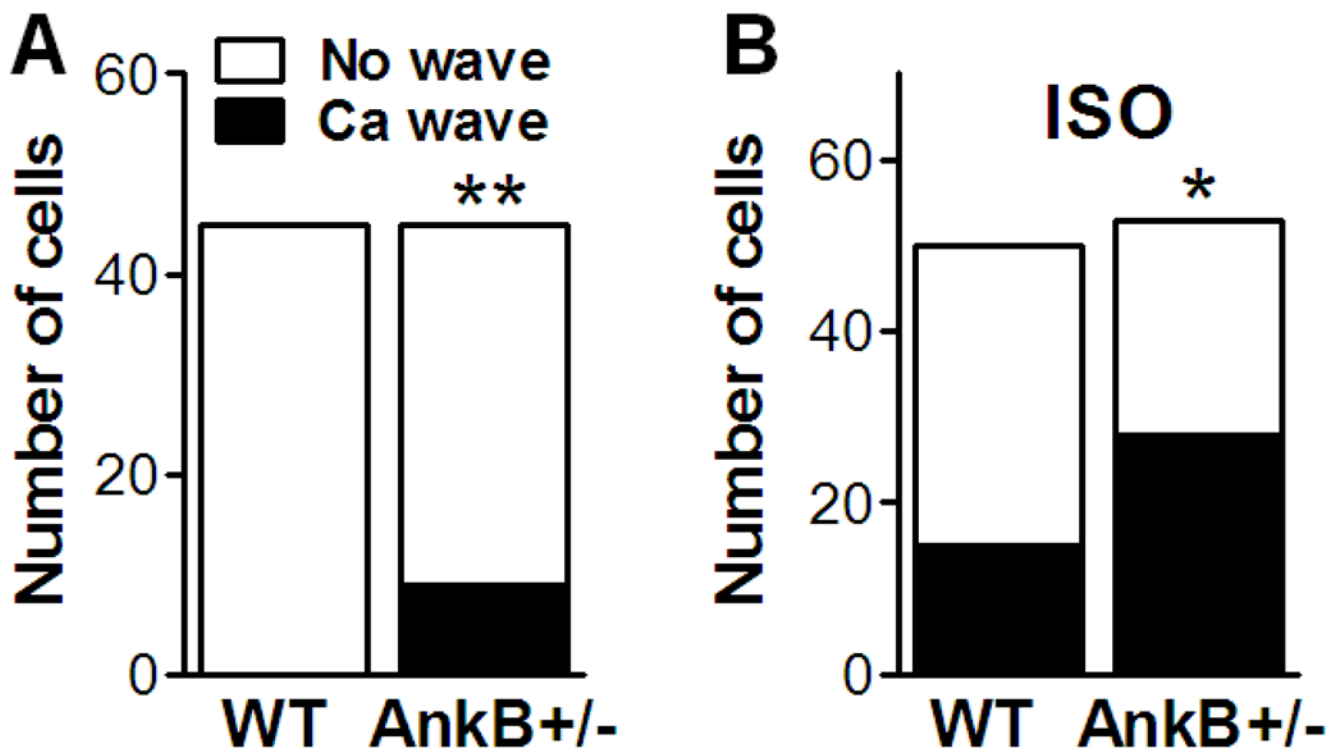 A
No wave
Ca wave
**
60
40
20
0
Number of cells
WT
AnkB+/-
B
ISO
*
60
40
20
0
Number of cells
WT
AnkB+/-